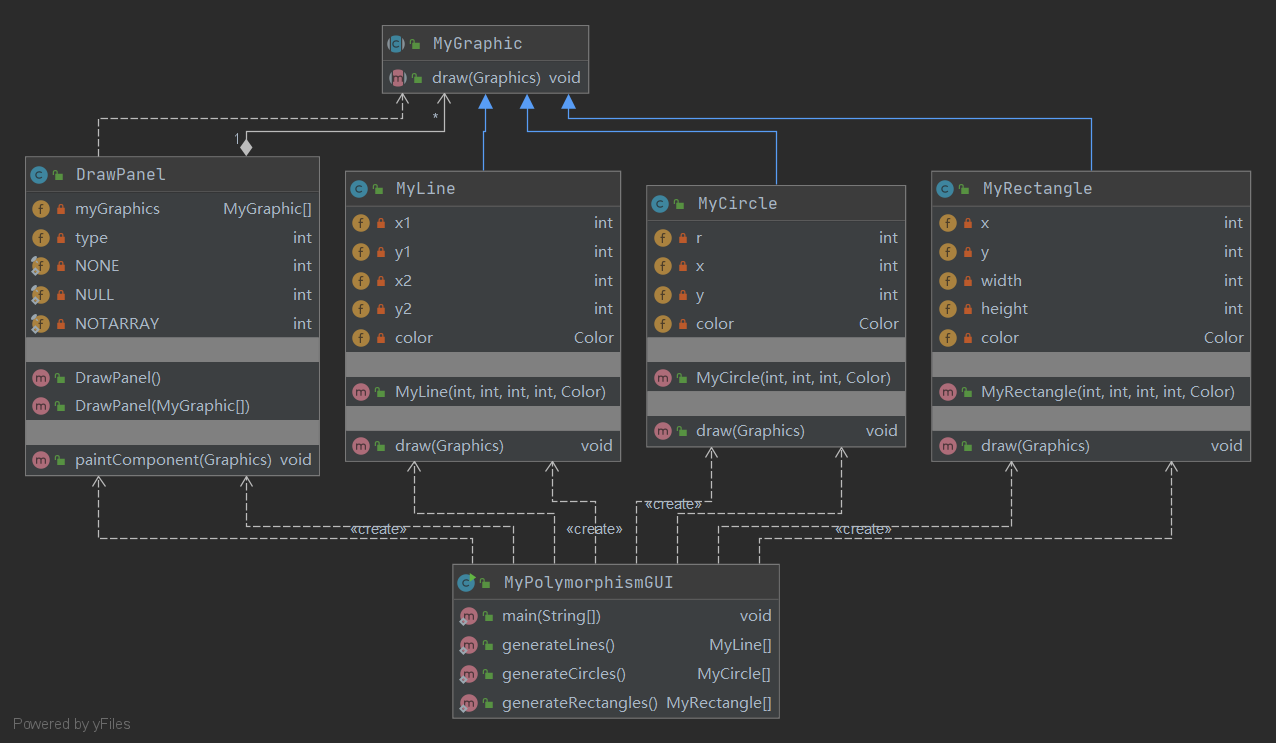 MyGraphic
draw(Graphics) void
*
1
DrawPanel
myGraphics MyGraphic[]
type int
NONE int
NULL int
NOTARRAY int
DrawPanel()
DrawPanel(MyGraphic[])
paintComponent(Graphics) void
MyLine
x1 int
y1 int
x2 int
y2 int
color Color
MyLine(int, int, int, int, Color)
draw(Graphics) void
MyCircle
r int
x int
y int
color Color
MyCircle(int, int, int, Color)
draw(Graphics) void
MyRectangle
x int
y int
width int
height int
color Color
MyRectangle(int, int, int, int, Color)
draw(Graphics) void
«create»
«create»
«create»
«create»
MyPolymorphismGUI
main(String[]) void
generateLines() MyLine[]
generateCircles() MyCircle[]
generateRectangles() MyRectangle[]
Powered by yFiles